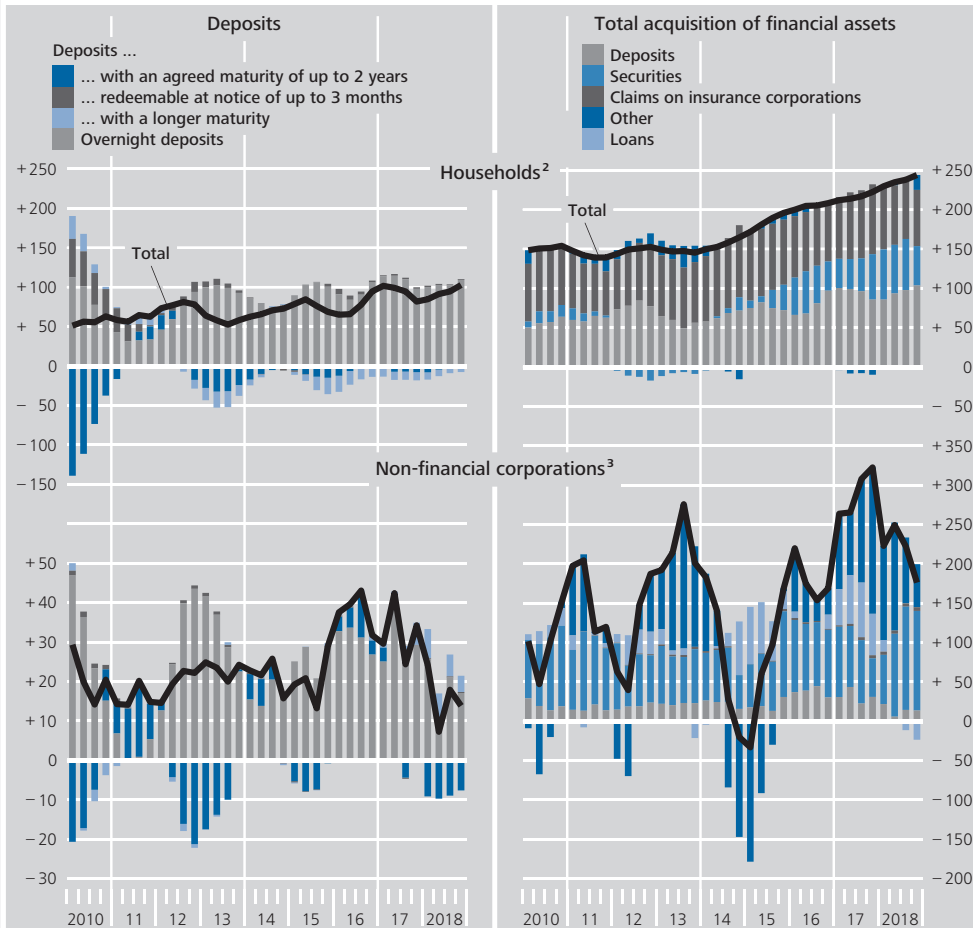 Deposits
Deposits ...
... with an agreed maturity of up to 2 years
... redeemable at notice of up to 3 months
... with a longer maturity
Overnight deposits
Total acquisition of financial assets
Deposits
Securities
Claims on insurance corporations
Other
Loans
Households²
+ 250
+ 200
+ 150
+ 100
+ 50
0
− 50
− 100
− 150
Total
Total
+ 250
+ 200
+ 150
+ 100
+ 50
0
− 50
Non-financial corporations³
+ 50
+ 40
+ 30
+ 20
+ 10
0
− 10
− 20
− 30
+ 350
+ 300
+ 250
+ 200
+ 150
+ 100
+ 50
0
− 50
− 100
− 150
− 200
2010 11 12 13 14 15 16 17 2018
2010 11 12 13 14 15 16 17 2018